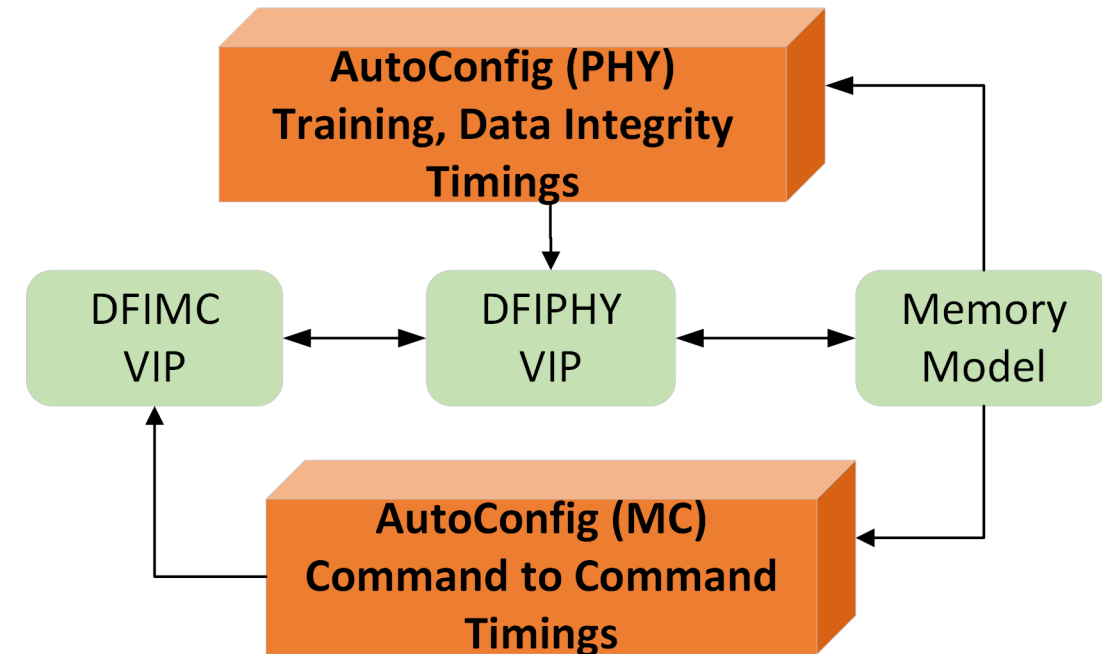 AutoConfig (PHY)
Training, Data Integrity
Timings
DFIMC
VIP
DFIPHY
VIP
Memory
Model
AutoConfig (MC)
Command to Command
Timings